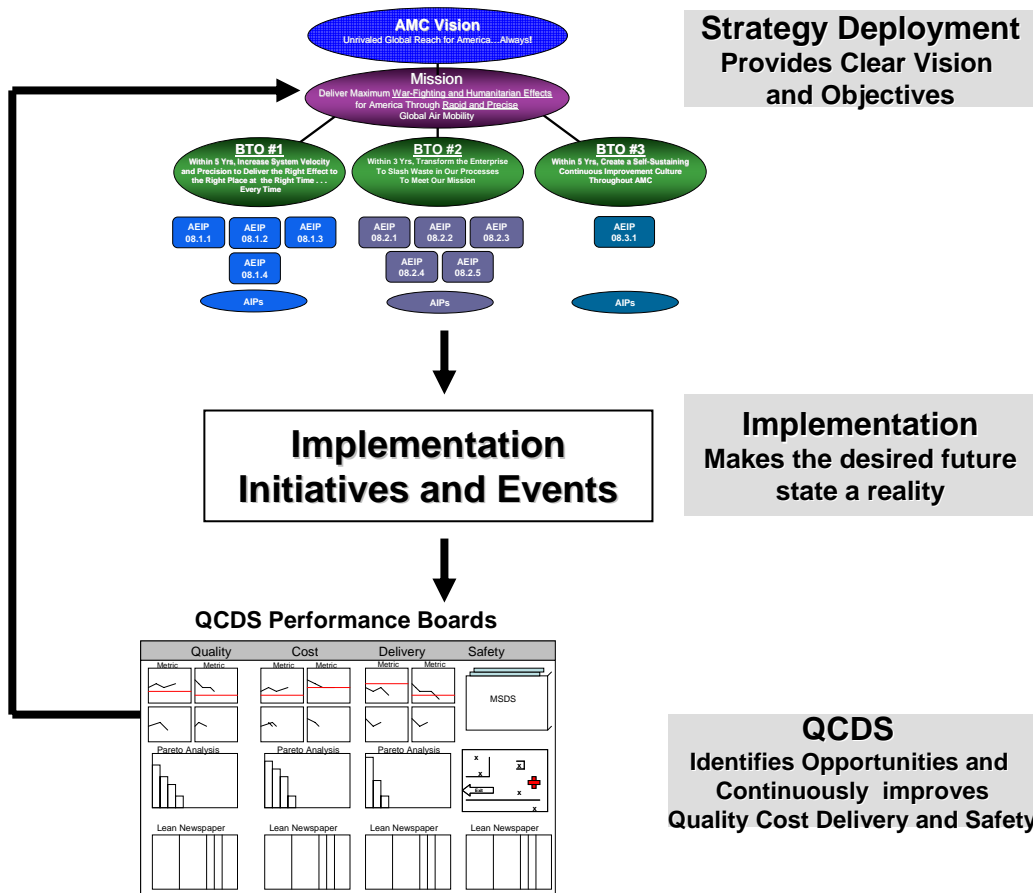 AMC Vision
Unrivaled Global Reach for America…Always!
Mission
Deliver Maximum War-Fighting and Humanitarian Effects
for America Through Rapid and Precise
Global Air Mobility
BTO #1
Within 5 Yrs, Increase System Velocity
and Precision to Deliver the Right Effect to
the Right Place at the Right Time . . .
Every Time
BTO #2
Within 3 Yrs, Transform the Enterprise
To Slash Waste in Our Processes
To Meet Our Mission
BTO #3
Within 5 Yrs, Create a Self-Sustaining
Continuous Improvement Culture
Throughout AMC
AEIP
08.1.1
AEIP
08.1.2
AEIP
08.1.3
AEIP
08.1.4
AIPs
AEIP
08.2.1
AEIP
08.2.2
AEIP
08.2.3
AEIP
08.2.4
AEIP
08.2.5
AIPs
AEIP
08.3.1
AIPs
Strategy Deployment
Provides Clear Vision
and Objectives
Implementation
Initiatives and Events
Implementation
Makes the desired future
state a reality
QCDS Performance Boards
Quality Cost Delivery Safety
Metric Metric Metric Metric Metric Metric
MSDS
Pareto Analysis Pareto Analysis Pareto Analysis
x
x
x
x
x
Exit
Lean Newspaper Lean Newspaper Lean Newspaper Lean Newspaper
QCDS
Identifies Opportunities and
Continuously improves
Quality Cost Delivery and Safety